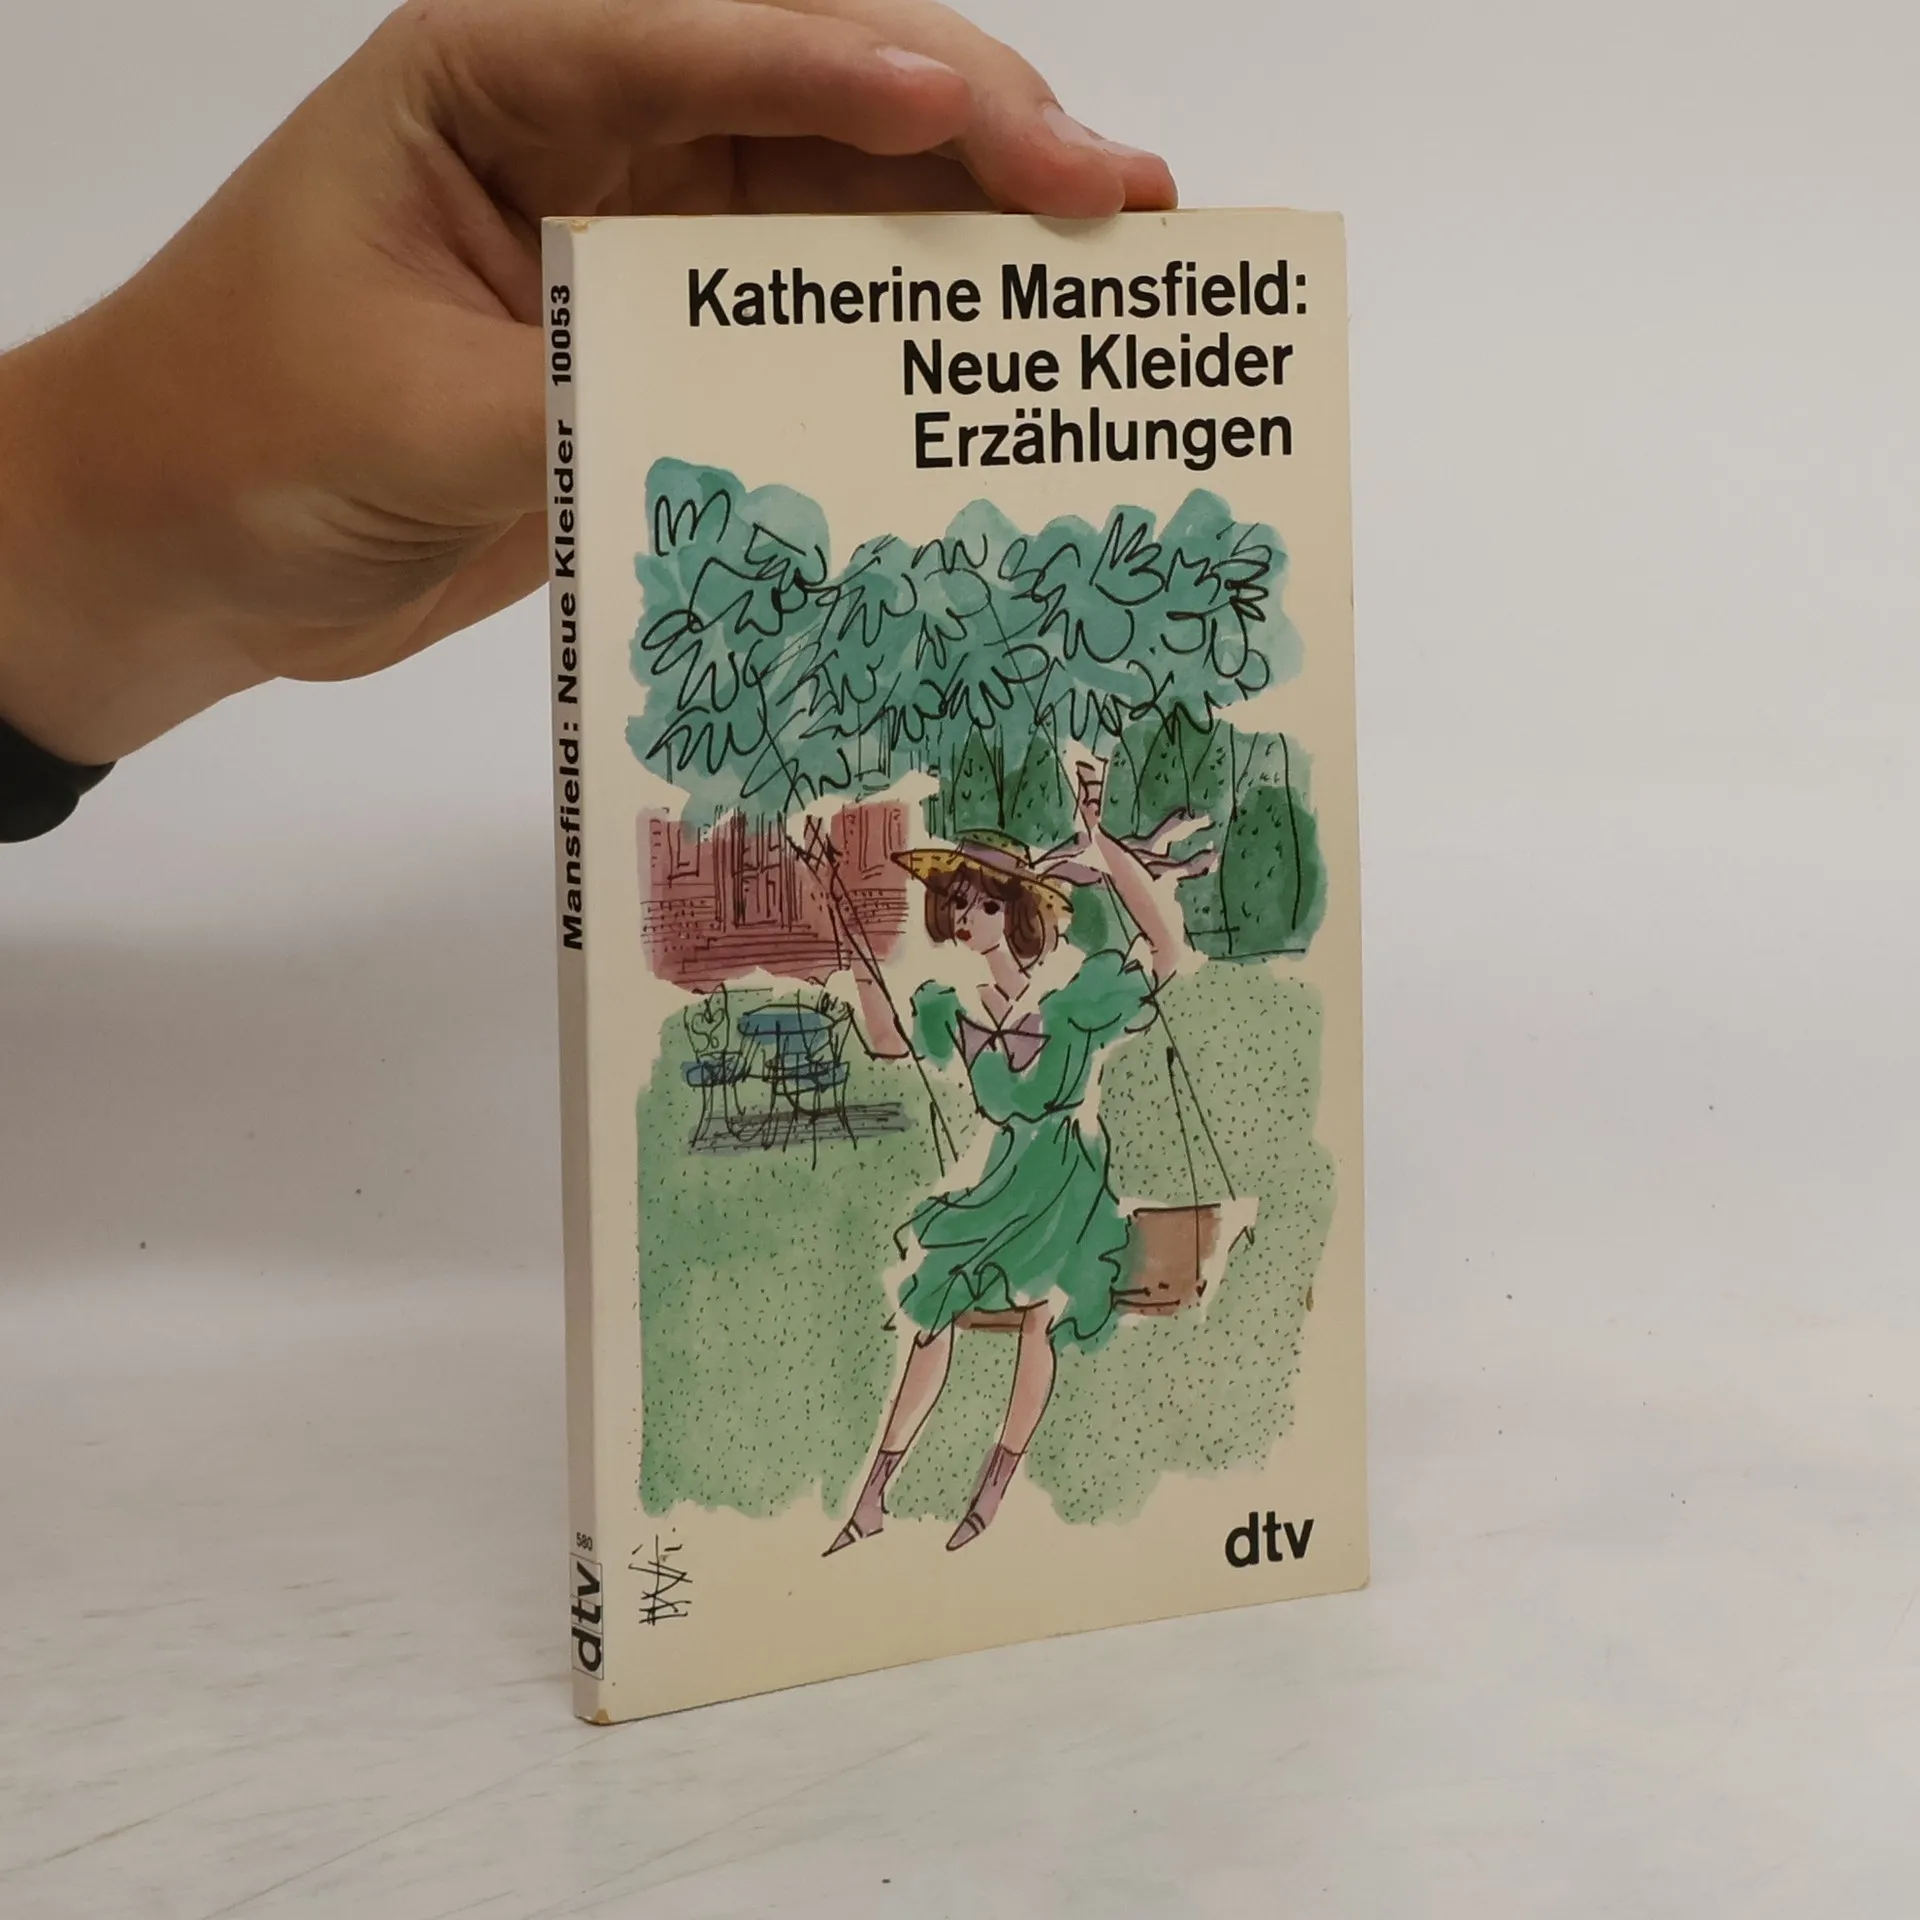 Katherine Mansfield:
Neue Kleider
Erzählungen
dtv
Mansfield: Neue Kleider 10053
580
dtv